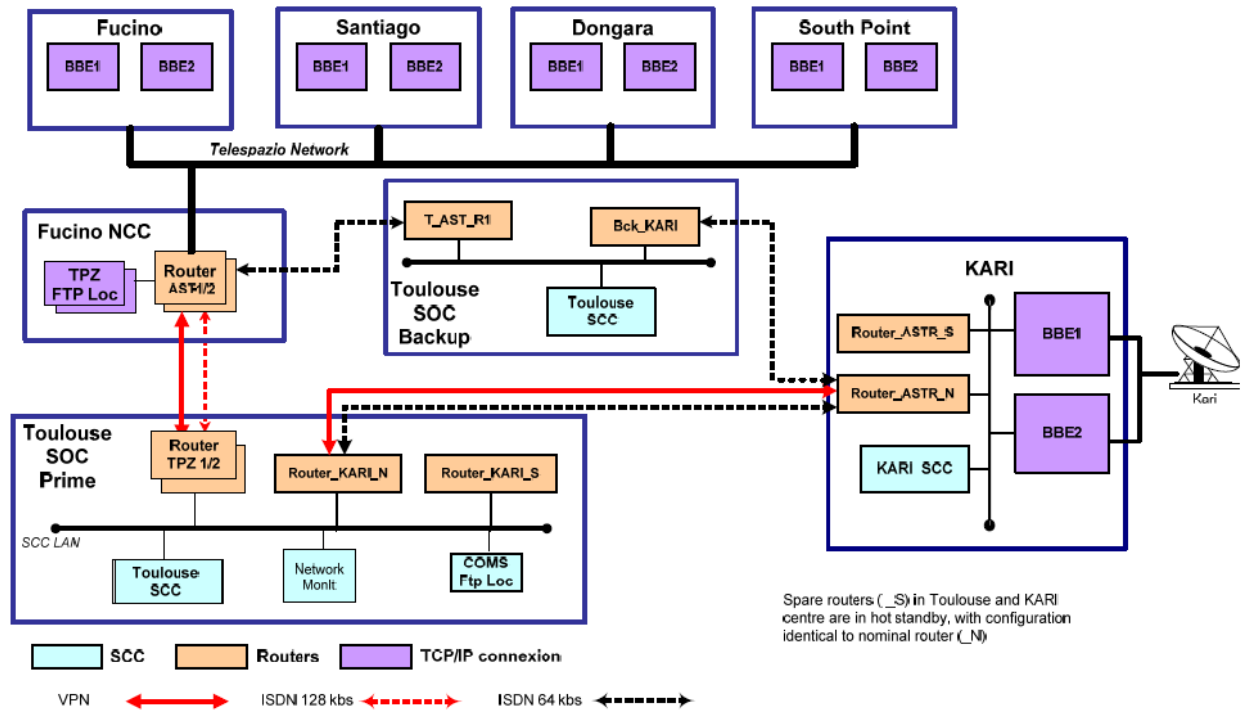 Fucino
BBE1
BBE2
Santiago
BBE1
BBE2
Dongara
BBE1
BBE2
South Point
BBE1
BBE2
Telespazio Network
Fucino NCC
TPZ
FTP Loc
Router
AST1/2
T_AST_R1
Bck_KARI
Toulouse
SOC
Backup
Toulouse
SCC
KARI
Router_ASTR_S
Router_ASTR_N
KARI SCC
BBE1
BBE2
Kari
Toulouse
SOC
Prime
Router
TPZ 1/2
Router_KARI_N
Router_KARI_S
SCC LAN
Toulouse
SCC
Network
Monit
COMS
Ftp Loc
Spare routers ( _S) in Toulouse and KARI
centre are in hot standby, with configuration
identical to nominal router (_N)
SCC
Routers
TCP/IP connexion
VPN
ISDN 128 kbs
ISDN 64 kbs